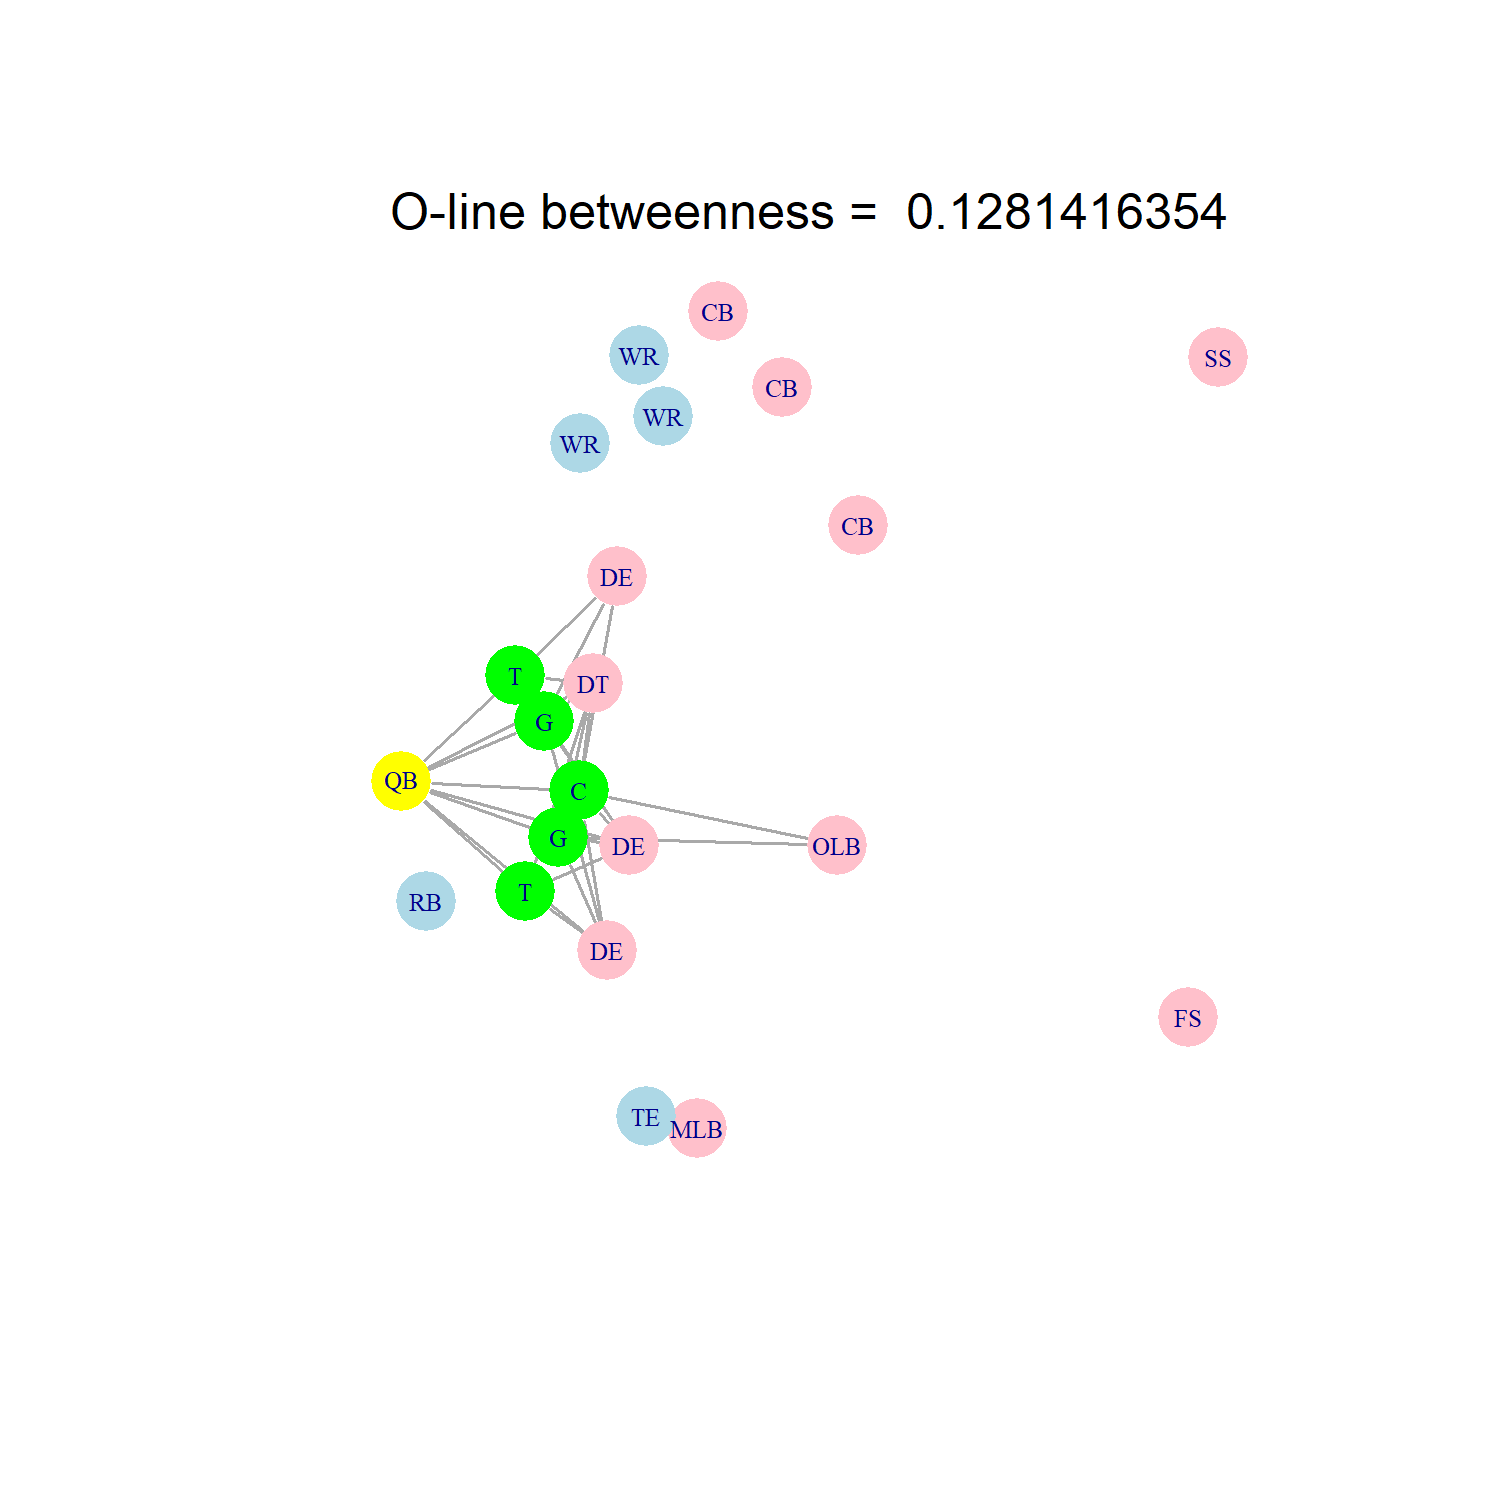 O-line betweenness = 0.1281416354
CB
WR
SS
CB
WR
WR
CB
DE
T
DT
G
QB
C
G
DE
OLB
T
RB
DE
FS
TE
MLB